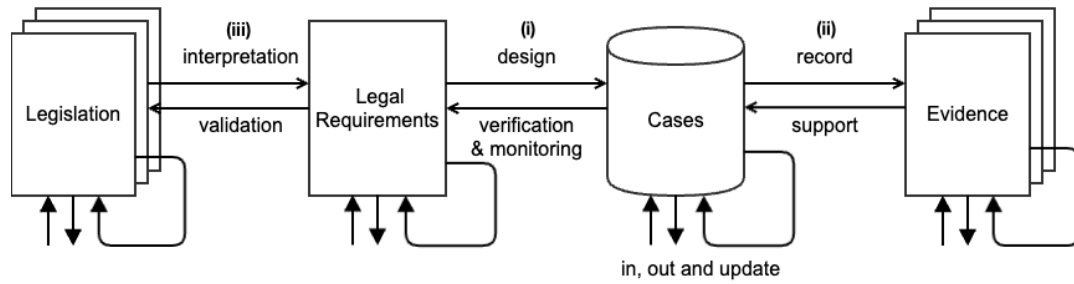 (iii)
interpretation
(i)
design
(ii)
record
Legislation
validation
Legal
Requirements
verification
& monitoring
Cases
support
Evidence
in, out and update